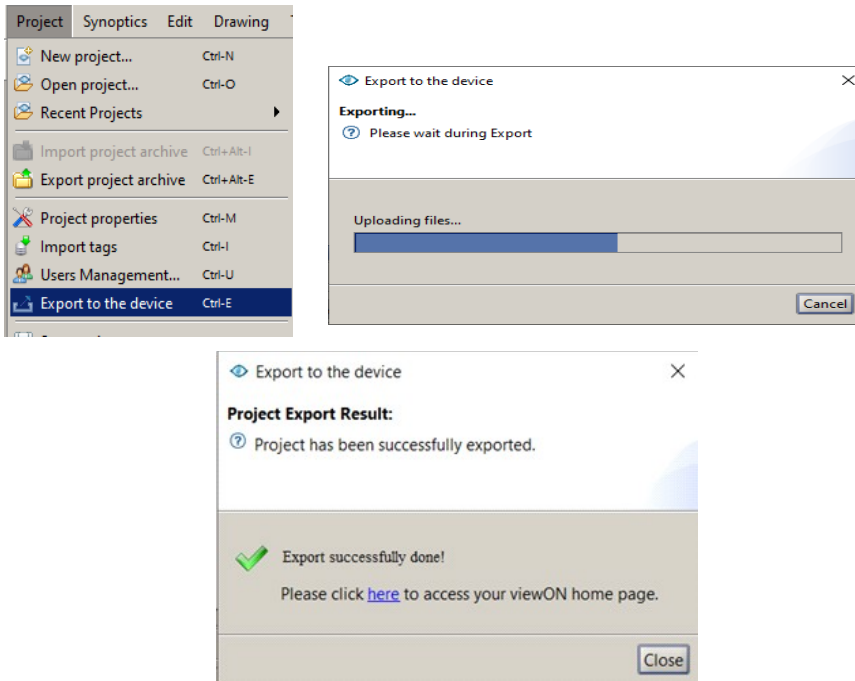 Project Synoptics Edit Drawing
New project... Ctrl-N
Open project... Ctrl-O
Recent Projects
Import project archive Ctrl+Alt-I
Export project archive Ctrl+Alt-E
Project properties Ctrl-M
Import tags Ctrl-I
Users Management... Ctrl-U
Export to the device Ctrl-E
Export to the device
Exporting...
Please wait during Export
Uploading files...
Cancel
Export to the device
Project Export Result:
Project has been successfully exported.
Export successfully done!
Please click here to access your viewON home page.
Close